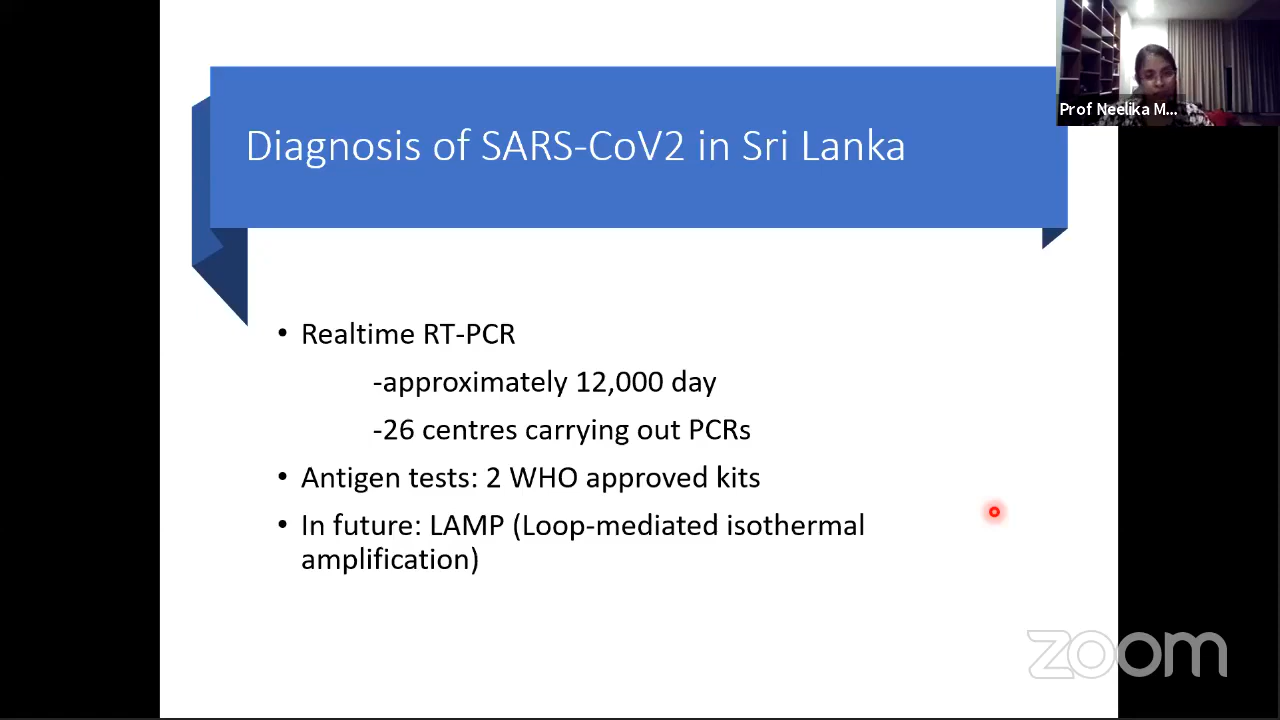 Prof Neelika M...
Diagnosis of SARS-CoV2 in Sri Lanka
• Realtime RT-PCR
-approximately 12,000 day
-26 centres carrying out PCRs
• Antigen tests: 2 WHO approved kits
• In future: LAMP (Loop-mediated isothermal
amplification)
zoom